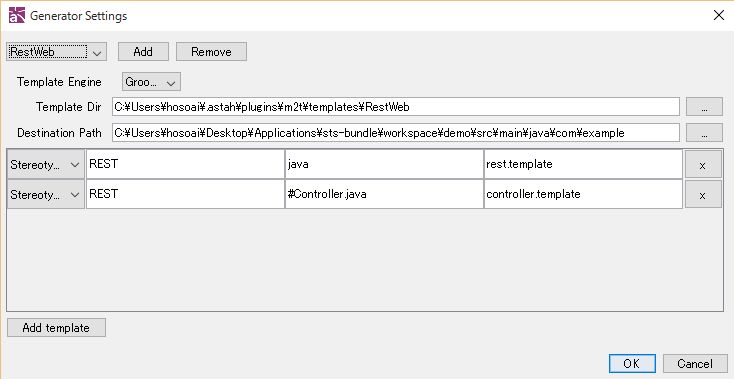 Generator Settings
RestWeb
Add
Remove
Template Engine
Groo...
Template Dir
C:¥Users¥hosoai¥.astah¥plugins¥m2t¥templates¥RestWeb
...
Destination Path
C:¥Users¥hosoai¥Desktop¥Applications¥sts-bundle¥workspace¥demo¥src¥main¥java¥com¥example
...
Stereoty... REST java rest.template x
Stereoty... REST #Controller.java controller.template x
Add template
OK
Cancel